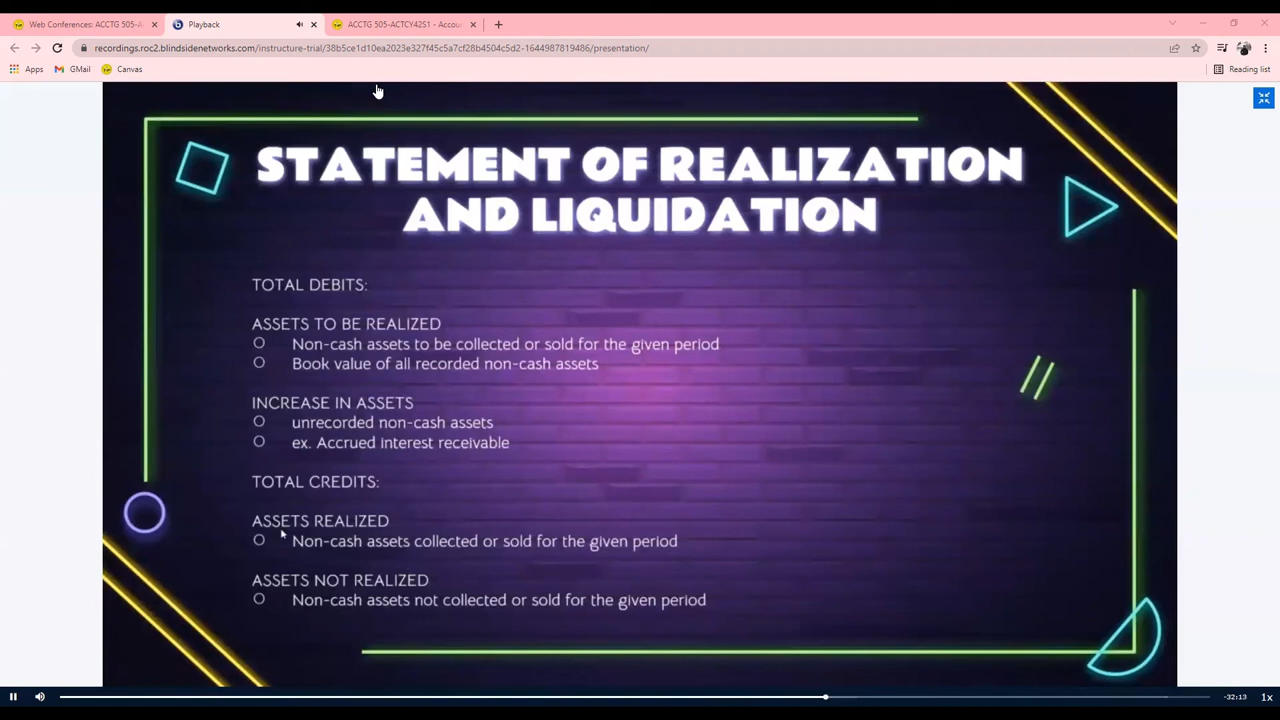 Web Conferences: ACCTG 505-A
Playback
ACCTG 505-ACTCY42S1 - Accou
recordings.roc2.blindsidenetworks.com/instructure-trial/38b5ce1d10ea2023e327f45c5a7cf28b4504c5d2-1644987819486/presentation/
Apps
GMail
Canvas
Reading list
STATEMENT OF REALIZATION
AND LIQUIDATION
TOTAL DEBITS:
ASSETS TO BE REALIZED
Non-cash assets to be collected or sold for the given period
Book value of all recorded non-cash assets
INCREASE IN ASSETS
unrecorded non-cash assets
ex. Accrued interest receivable
TOTAL CREDITS:
ASSETS REALIZED
Non-cash assets collected or sold for the given period
ASSETS NOT REALIZED
Non-cash assets not collected or sold for the given period
-32:13
1x